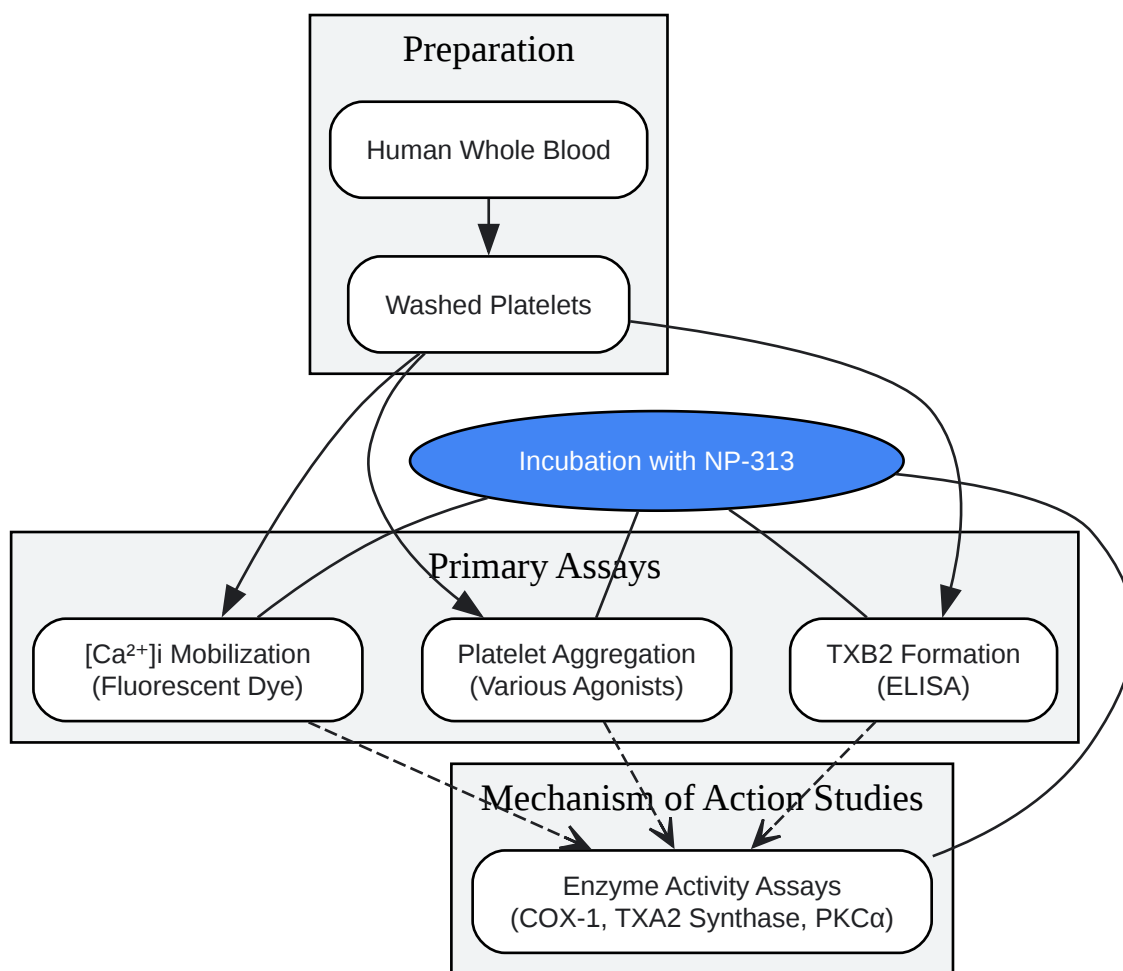 Preparation
Human Whole Blood
Washed Platelets
Incubation with NP-313
Primary Assays
[Ca²⁺]i Mobilization
(Fluorescent Dye)
Platelet Aggregation
(Various Agonists)
TXB2 Formation
(ELISA)
Mechanism of Action Studies
Enzyme Activity Assays
(COX-1, TXA2 Synthase, PKCα)